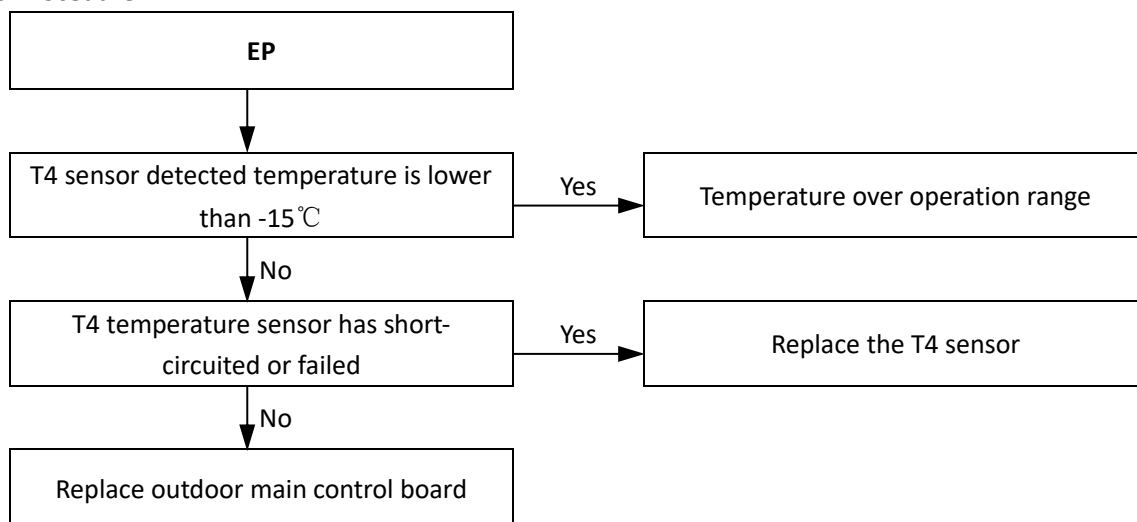 EP
T4 sensor detected temperature is lower
than -15℃
Yes
Temperature over operation range
No
T4 temperature sensor has short-
circuited or failed
Yes
Replace the T4 sensor
No
Replace outdoor main control board